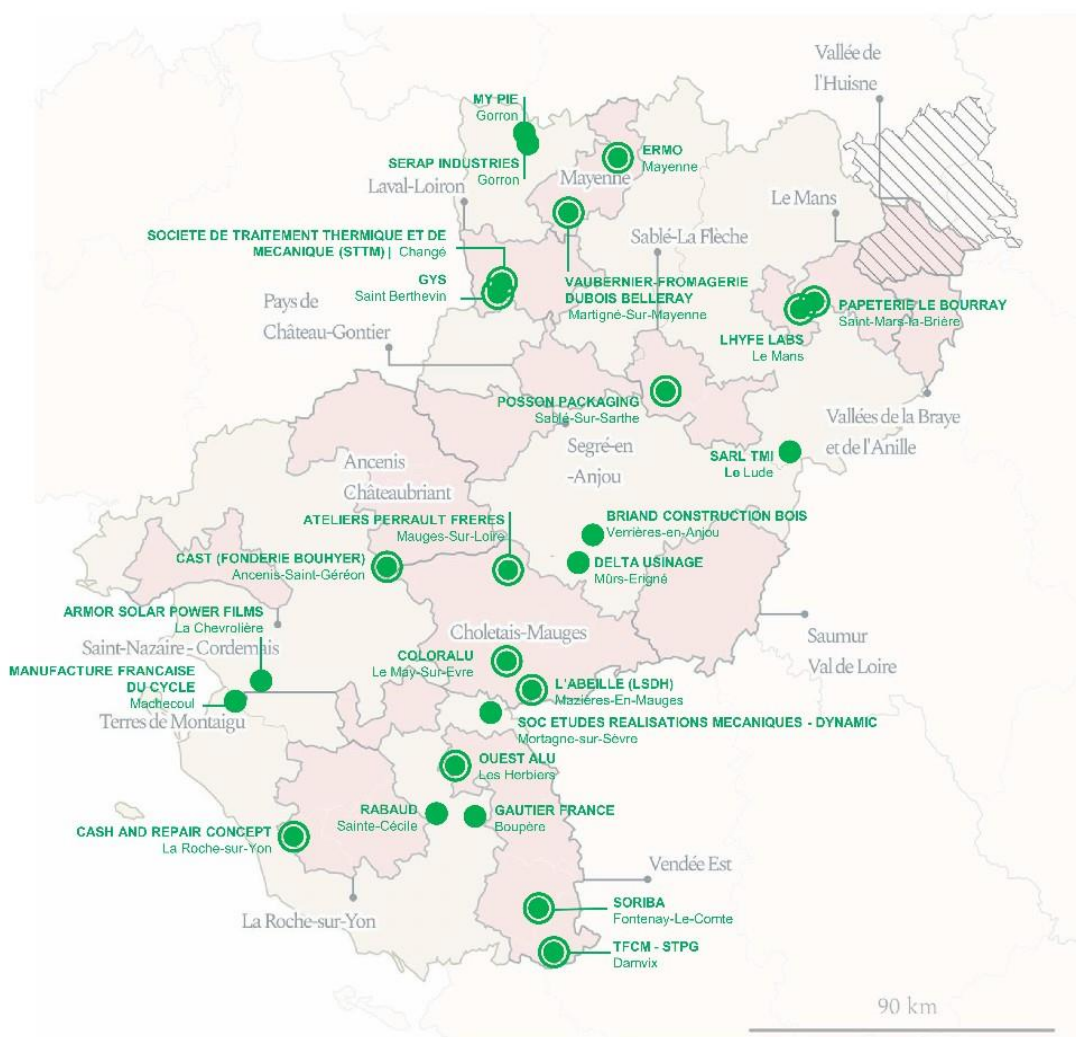 Vallée de
l'Huisne
MY PIE
Gorron
SERAP INDUSTRIES
Gorron
ERMO
Mayenne
Mayenne
Laval-Loiron
Le Mans
Sablé-La Flèche
SOCIETE DE TRAITEMENT THERMIQUE ET DE
MECANIQUE (STTM) | Changé
GYS
Saint Berthevin
VAUBERNIER-FROMAGERIE
DUBOIS BELLERAY
Martigné-Sur-Mayenne
Pays de
Château-Gontier
PAPETERIE LE BOURRAY
Saint-Mars-la-Brière
LHYFE LABS
Le Mans
POSSON PACKAGING
Sablé-Sur-Sarthe
Vallées de la Braye
et de l'Anille
Segré-en
-Anjou
SARL TMI
Le Lude
Ancenis
Châteaubriant
ATELIERS PERRAULT FRERES
Mauges-Sur-Loire
BRIAND CONSTRUCTION BOIS
Verrières-en-Anjou
CAST (FONDERIE BOUHYER)
Ancenis-Saint-Géréon
DELTA USINAGE
Mûrs-Erigné
ARMOR SOLAR POWER FILMS
La Chevrolière
Saint-Nazaire - Cordemais
Choletais-Mauges
Saumur
Val de Loire
COLORALU
Le May-Sur-Evre
MANUFACTURE FRANCAISE
DU CYCLE
Machecoul
L'ABEILLE (LSDH)
Maziéres-En-Mauges
Terres de Montaigu
SOC ETUDES REALISATIONS MECANIQUES - DYNAMIC
Mortagne-sur-Sèvre
OUEST ALU
Les Herbiers
RABAUD
Sainte-Cécile
GAUTIER FRANCE
Boupère
CASH AND REPAIR CONCEPT
La Roche-sur-Yon
Vendée Est
La Roche-sur-Yon
SORIBA
Fontenay-Le-Comte
TFCM - STPG
Damvix
90 km